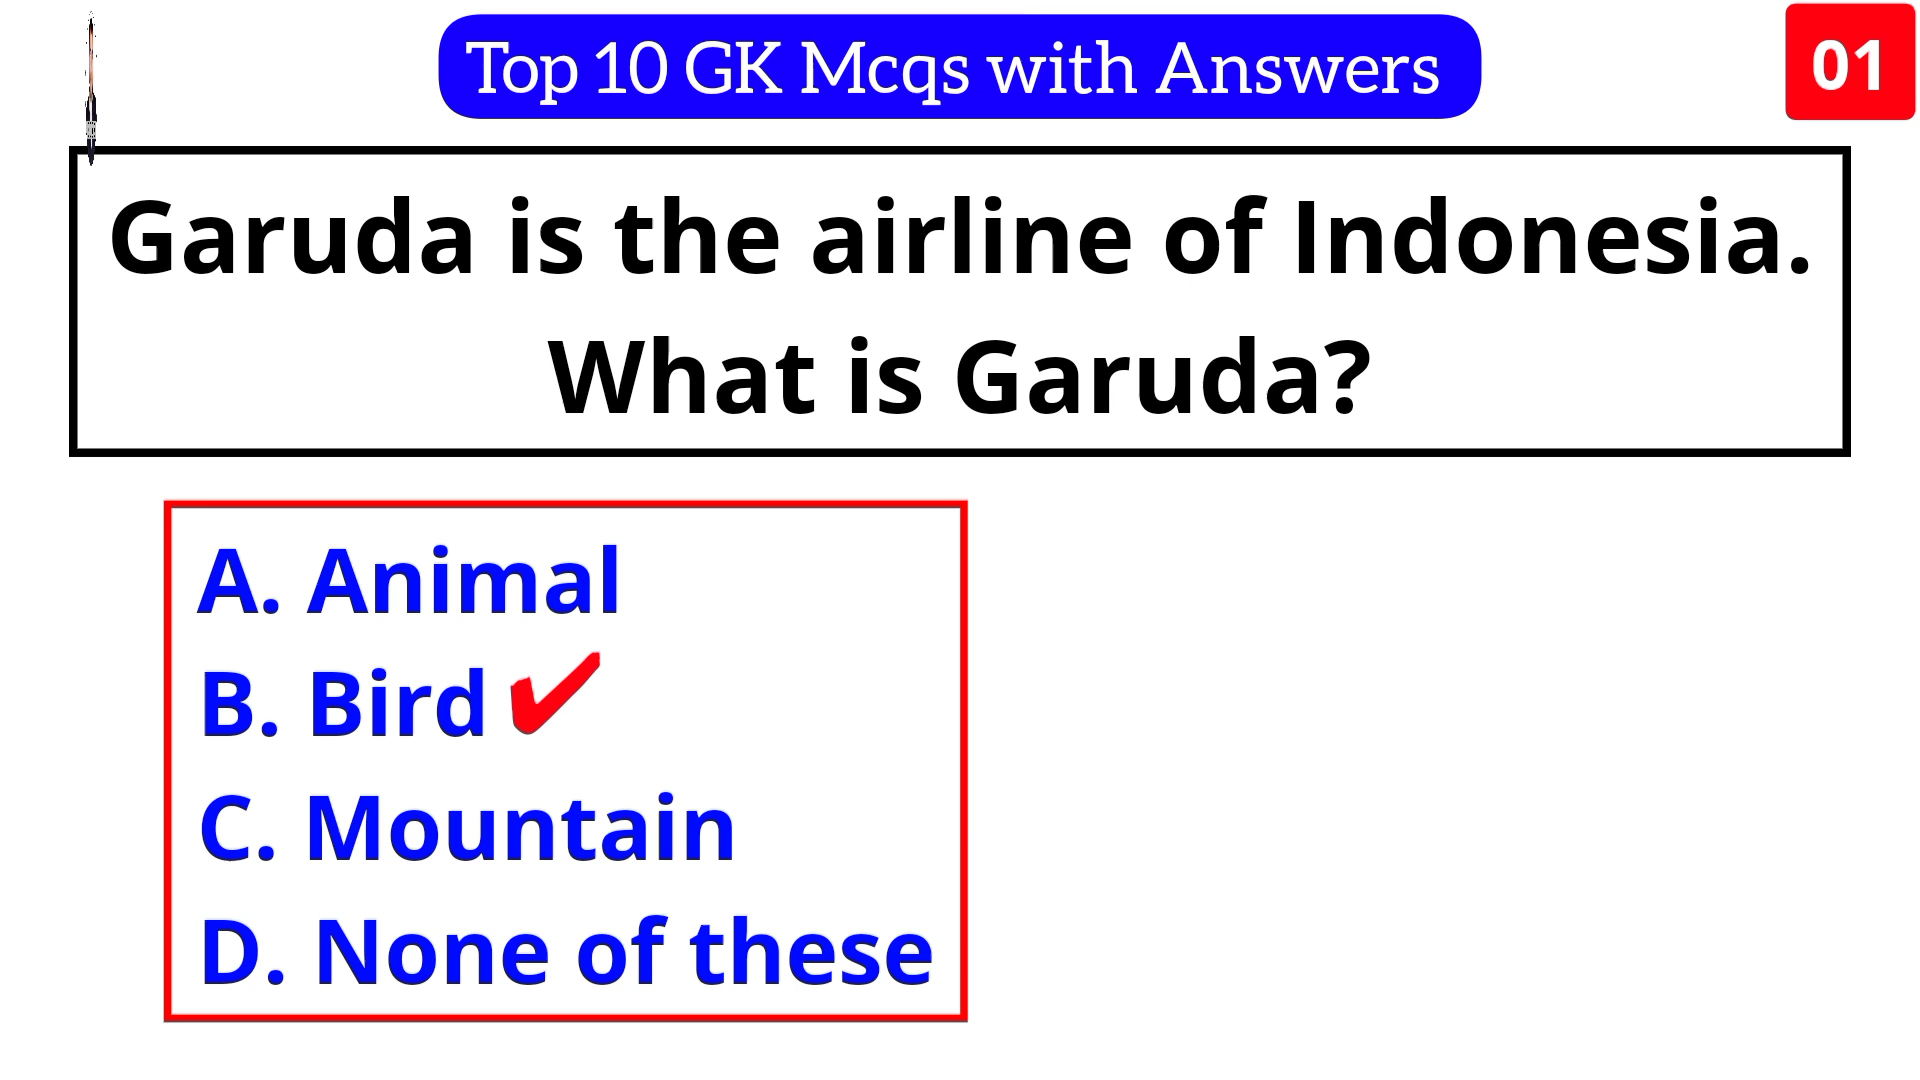 Top 10 GK Mcqs with Answers
01
Garuda is the airline of Indonesia.
What is Garuda?
A. Animal
B. Bird ✔
C. Mountain
D. None of these